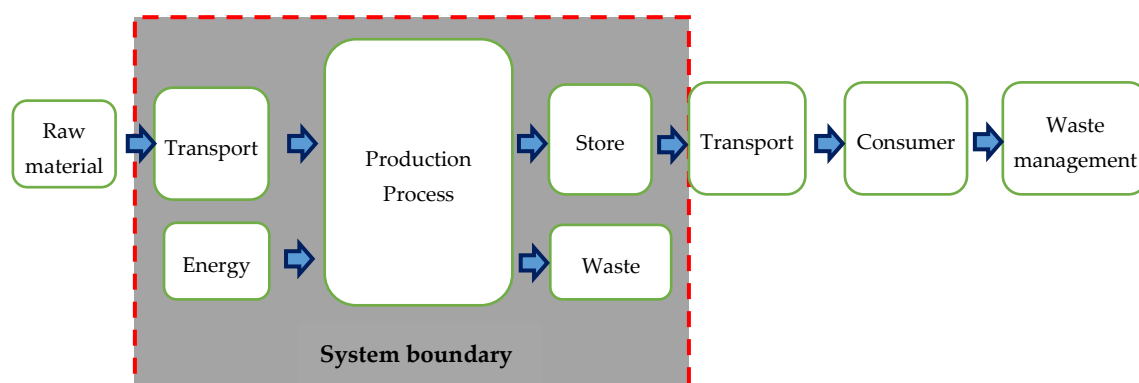 Raw
material
Transport
Energy
Production
Process
Store
Waste
System boundary
Transport
Consumer
Waste
management